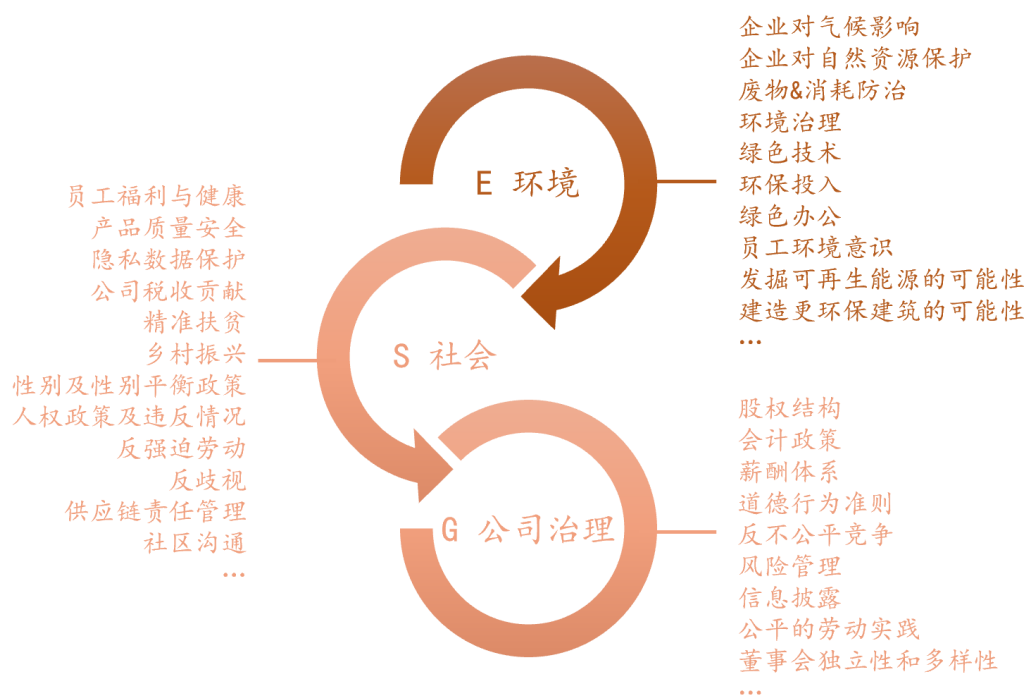 E 环境
企业对气候影响
企业对自然资源保护
废物&消耗防治
环境治理
绿色技术
环保投入
绿色办公
员工环境意识
发掘可再生能源的可能性
建造更环保建筑的可能性
...
S 社会
员工福利与健康
产品质量安全
隐私数据保护
公司税收贡献
精准扶贫
乡村振兴
性别及性别平衡政策
人权政策及违反情况
反强迫劳动
反歧视
供应链责任管理
社区沟通
...
G 公司治理
股权结构
会计政策
薪酬体系
道德行为准则
反不公平竞争
风险管理
信息披露
公平的劳动实践
董事会独立性和多样性
...